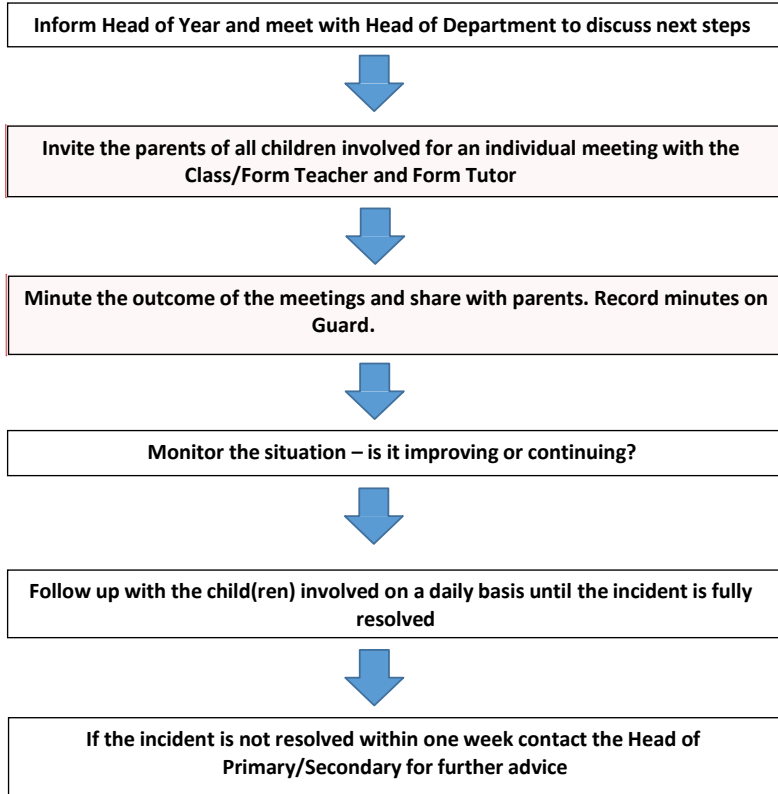 Inform Head of Year and meet with Head of Department to discuss next steps
Invite the parents of all children involved for an individual meeting with the
Class/Form Teacher and Form Tutor
Minute the outcome of the meetings and share with parents. Record minutes on
Guard.
Monitor the situation – is it improving or continuing?
Follow up with the child(ren) involved on a daily basis until the incident is fully
resolved
If the incident is not resolved within one week contact the Head of
Primary/Secondary for further advice